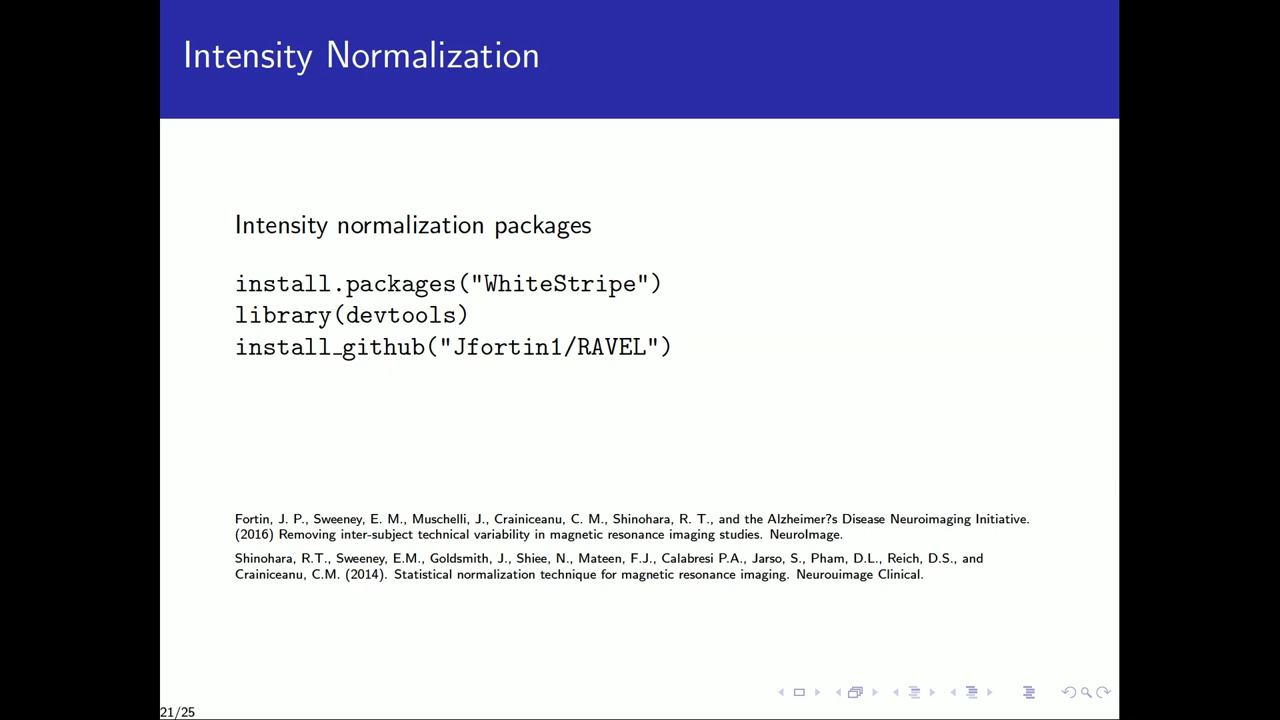 Intensity Normalization
Intensity normalization packages
install.packages("WhiteStripe")
library(devtools)
install_github("Jfortin1/RAVEL")
Fortin, J. P., Sweeney, E. M., Muschelli, J., Crainiceanu, C. M., Shinohara, R. T., and the Alzheimer?s Disease Neuroimaging Initiative.
(2016) Removing inter-subject technical variability in magnetic resonance imaging studies. NeuroImage.
Shinohara, R.T., Sweeney, E.M., Goldsmith, J., Shiee, N., Mateen, F.J., Calabresi P.A., Jarso, S., Pham, D.L., Reich, D.S., and
Crainiceanu, C.M. (2014). Statistical normalization technique for magnetic resonance imaging. Neurouimage Clinical.
21/25